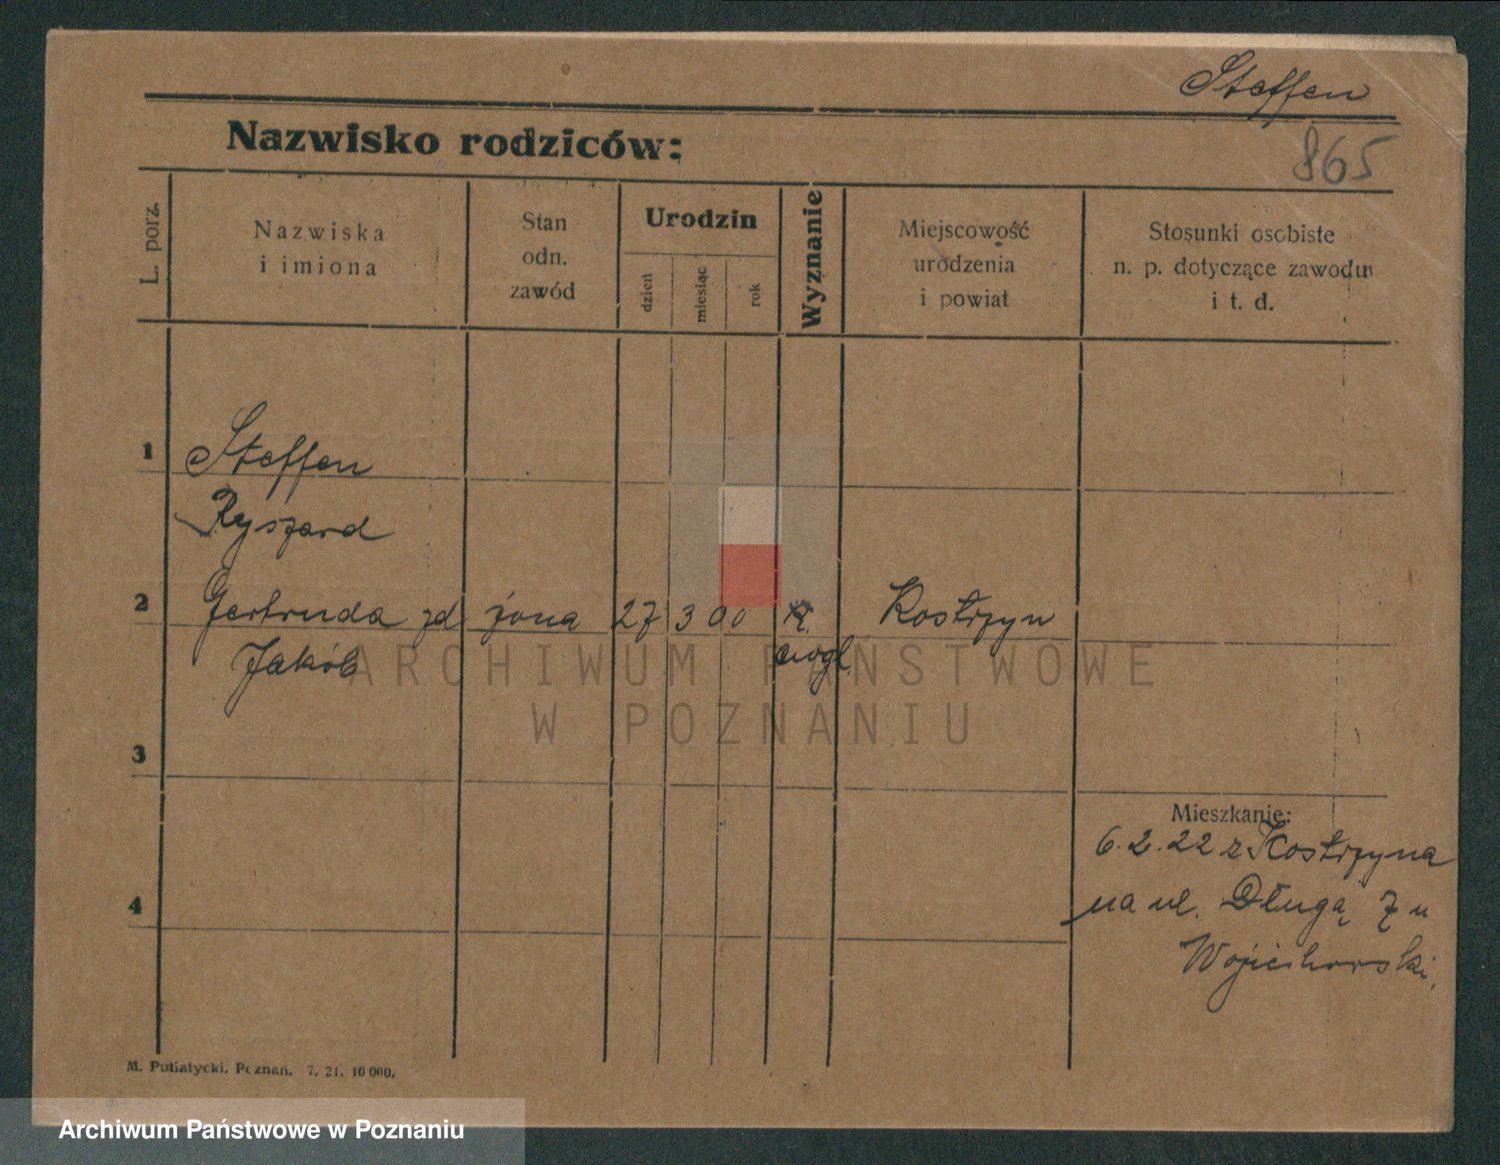 Steffen
Nazwisko rodziców:
865
L. porz.
Nazwiska
i imiona
Stan
odn.
zawód
Urodzin
dzień
miesiąc
rok
Wyznanie
Miejscowość
urodzenia
i powiat
Stosunki osobiste
n. p. dotyczące zawodu
i t. d.
1 Steffen
Ryszard
2 Gertruda zd żona 27 3 00 Kostrzyn
Jakób ewgl.
ARCHIWUM PAŃSTWOWE
W POZNANIU
3
Mieszkanie:
6.2.22 z Kostrzyna
4 na ul. Długą 7 u
Wojciechowski,
M. Putiatycki. Poznań. 7. 21. 10 000.
Archiwum Państwowe w Poznaniu